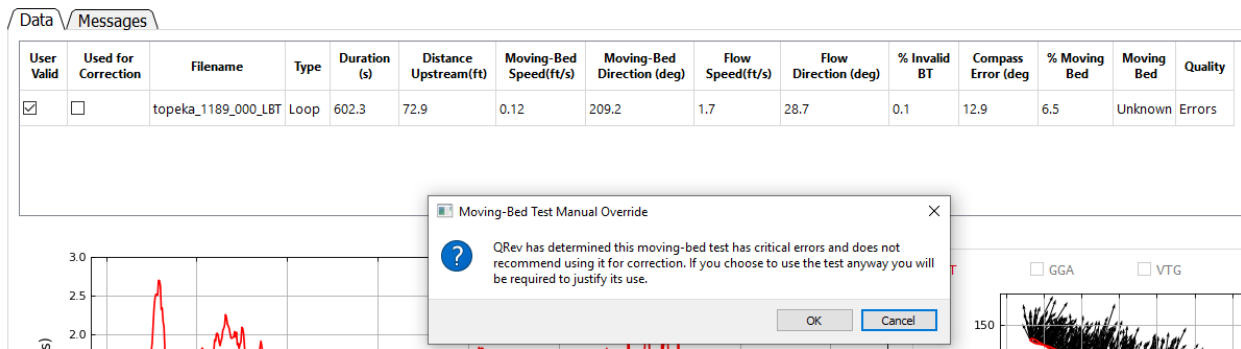 Data Messages
User Valid Used for Correction Filename Type Duration (s) Distance Upstream(ft) Moving-Bed Speed(ft/s) Moving-Bed Direction (deg) Flow Speed(ft/s) Flow Direction (deg) % Invalid BT Compass Error (deg % Moving Bed Moving Bed Quality
topeka_1189_000_LBT Loop 602.3 72.9 0.12 209.2 1.7 28.7 0.1 12.9 6.5 Unknown Errors
Moving-Bed Test Manual Override
QRev has determined this moving-bed test has critical errors and does not
recommend using it for correction. If you choose to use the test anyway you will
be required to justify its use.
OK Cancel
GGA VTG
3.0
2.5
2.0
150